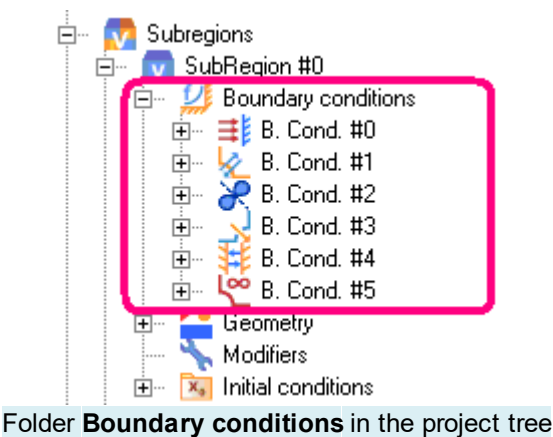 Subregions
SubRegion #0
Boundary conditions
B. Cond. #0
B. Cond. #1
B. Cond. #2
B. Cond. #3
B. Cond. #4
B. Cond. #5
Geometry
Modifiers
Initial conditions
Folder Boundary conditions in the project tree